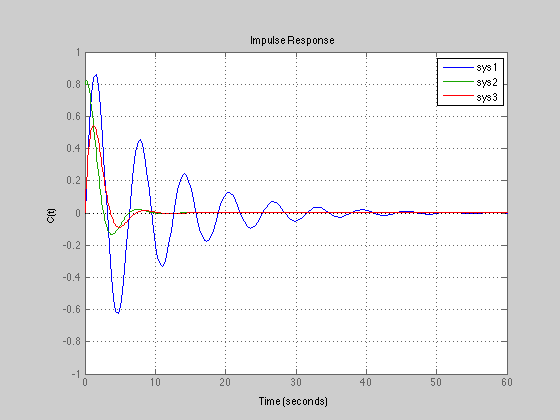 Impulse Response
1
0.8
0.6
0.4
0.2
0
-0.2
-0.4
-0.6
-0.8
-1
C(t)
sys1
sys2
sys3
0 10 20 30 40 50 60
Time (seconds)